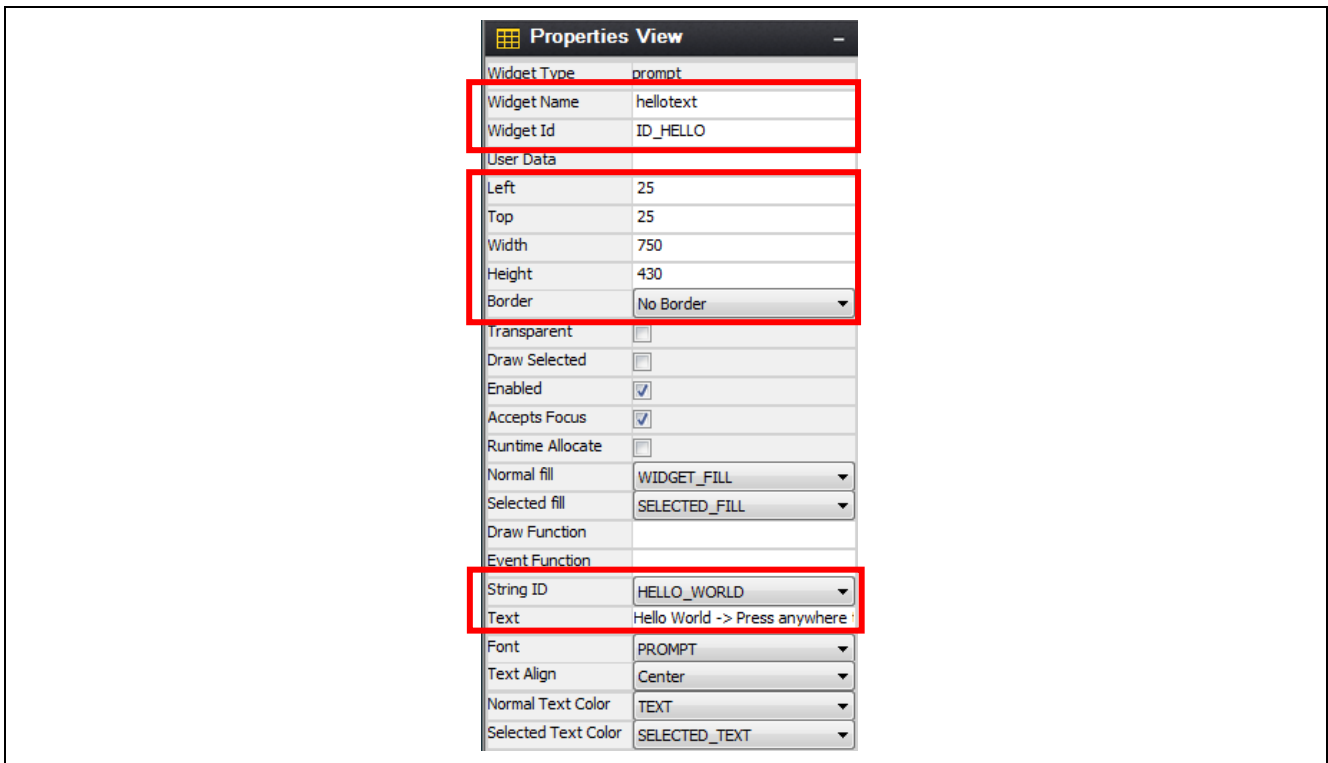 Properties View
Widget Type prompt
Widget Name hellotext
Widget Id ID_HELLO
User Data
Left 25
Top 25
Width 750
Height 430
Border No Border
Transparent
Draw Selected
Enabled
Accepts Focus
Runtime Allocate
Normal fill WIDGET_FILL
Selected fill SELECTED_FILL
Draw Function
Event Function
String ID HELLO_WORLD
Text Hello World -> Press anywhere
Font PROMPT
Text Align Center
Normal Text Color TEXT
Selected Text Color SELECTED_TEXT